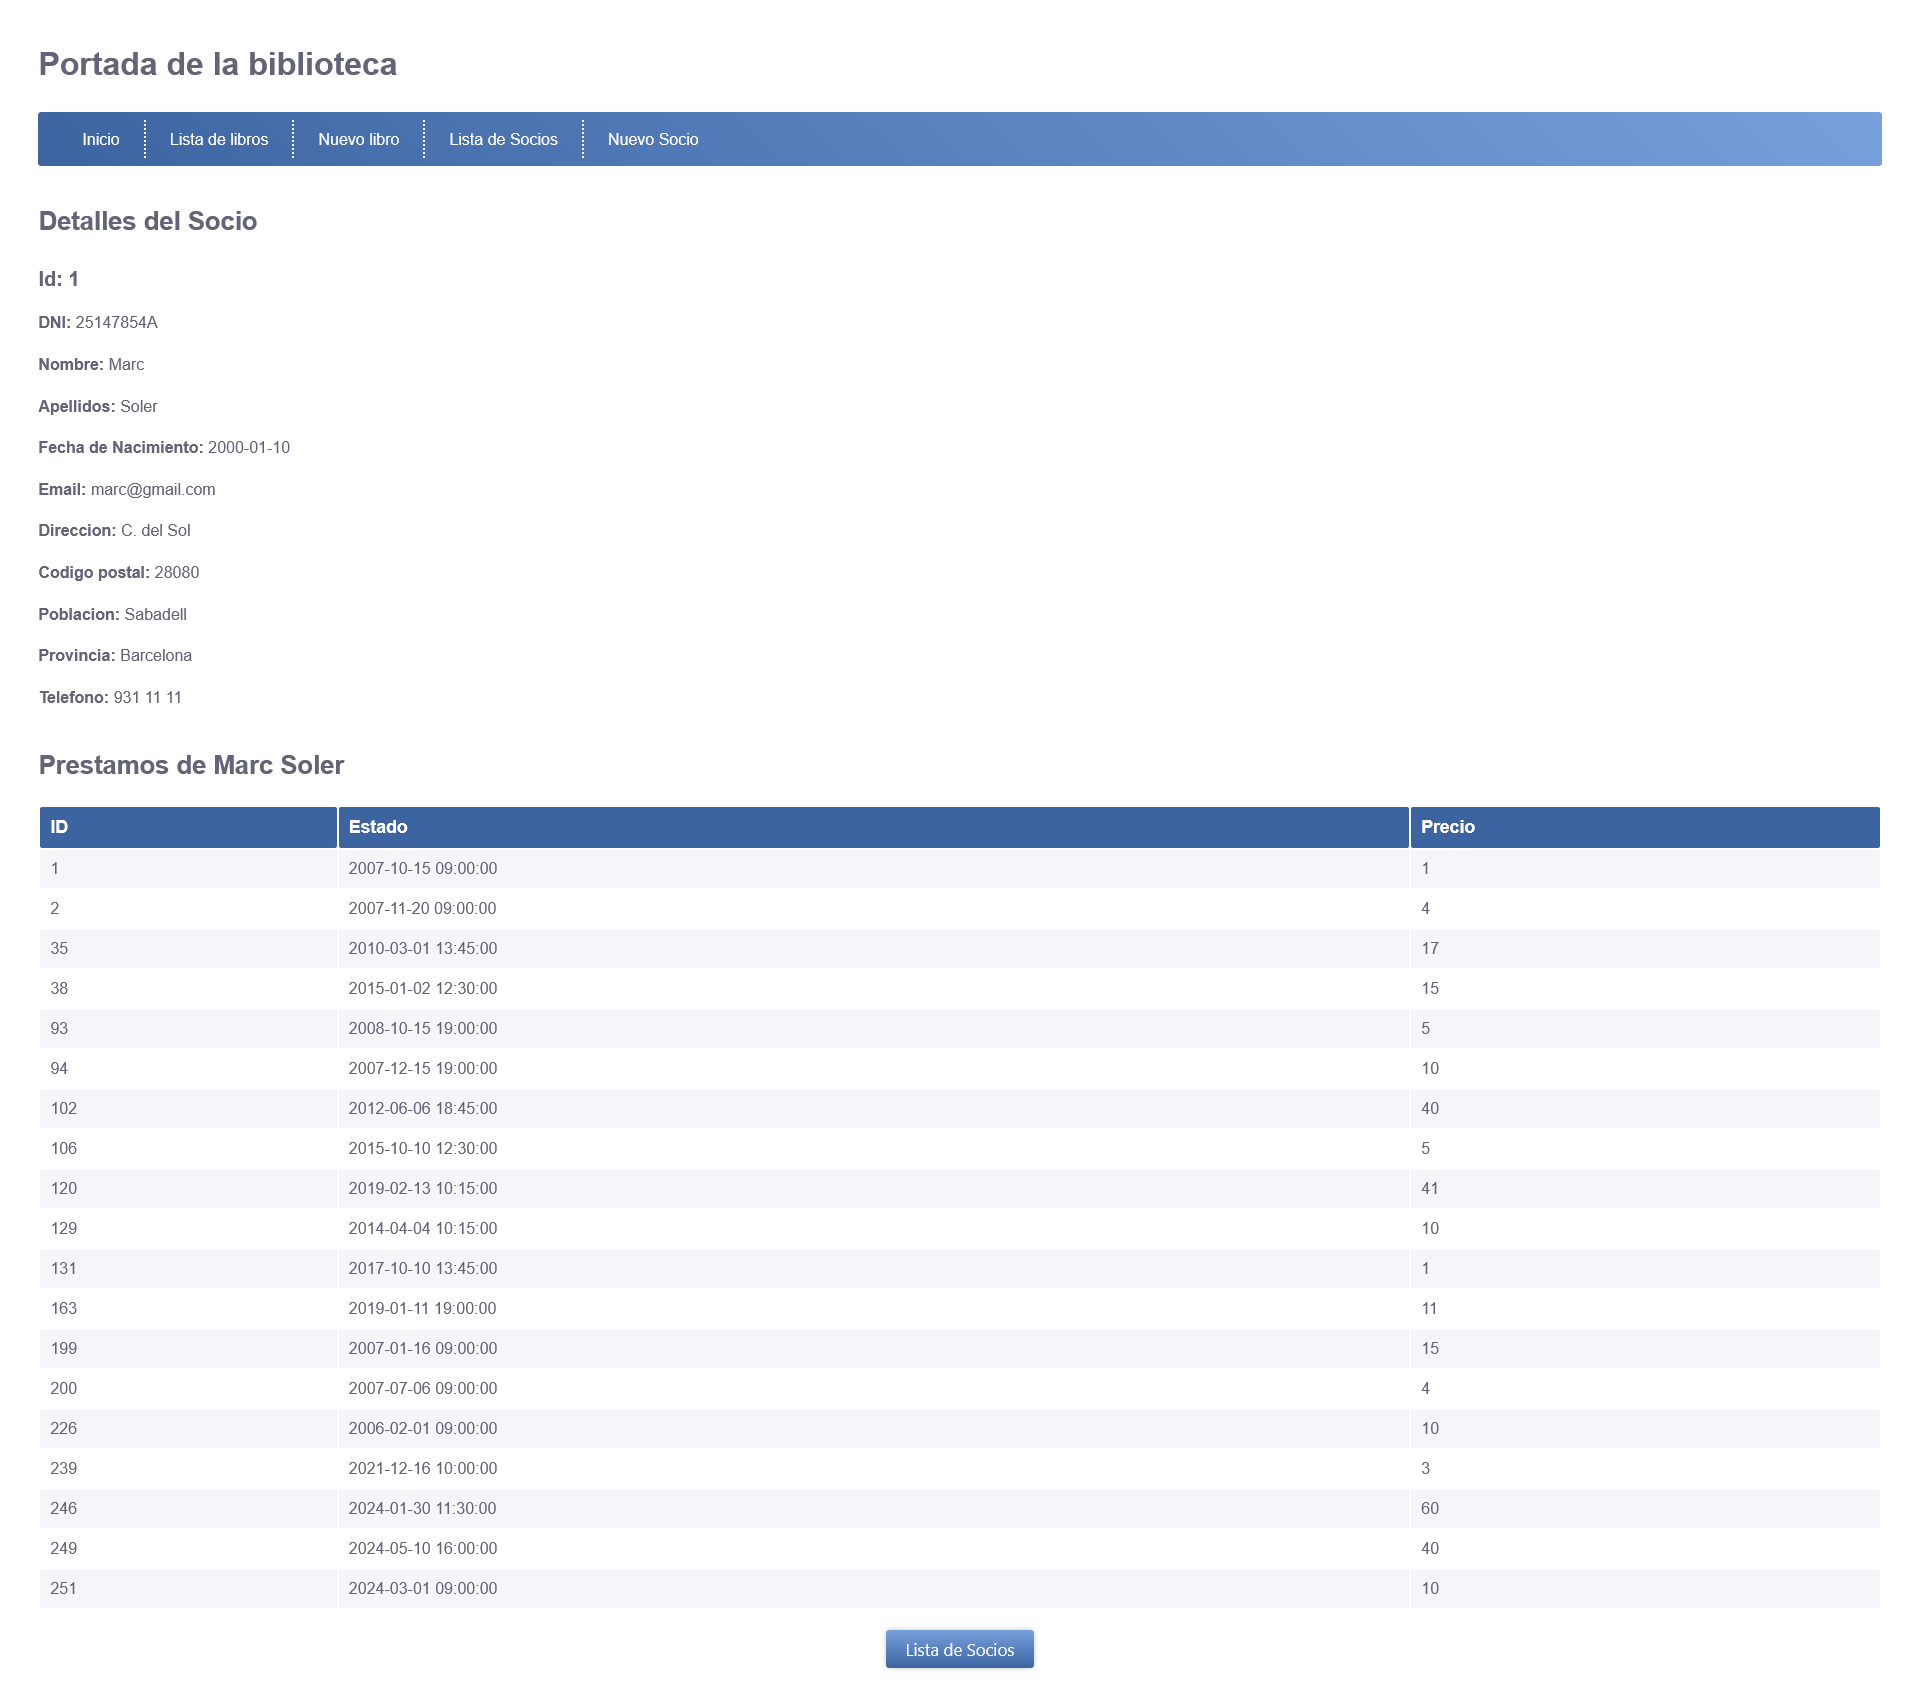 Portada de la biblioteca
Inicio Lista de libros Nuevo libro Lista de Socios Nuevo Socio
Detalles del Socio
Id: 1
DNI: 25147854A
Nombre: Marc
Apellidos: Soler
Fecha de Nacimiento: 2000-01-10
Email: marc@gmail.com
Direccion: C. del Sol
Codigo postal: 28080
Poblacion: Sabadell
Provincia: Barcelona
Telefono: 931 11 11
Prestamos de Marc Soler
ID Estado Precio
1 2007-10-15 09:00:00 1
2 2007-11-20 09:00:00 4
35 2010-03-01 13:45:00 17
38 2015-01-02 12:30:00 15
93 2008-10-15 19:00:00 5
94 2007-12-15 19:00:00 10
102 2012-06-06 18:45:00 40
106 2015-10-10 12:30:00 5
120 2019-02-13 10:15:00 41
129 2014-04-04 10:15:00 10
131 2017-10-10 13:45:00 1
163 2019-01-11 19:00:00 11
199 2007-01-16 09:00:00 15
200 2007-07-06 09:00:00 4
226 2006-02-01 09:00:00 10
239 2021-12-16 10:00:00 3
246 2024-01-30 11:30:00 60
249 2024-05-10 16:00:00 40
251 2024-03-01 09:00:00 10
Lista de Socios